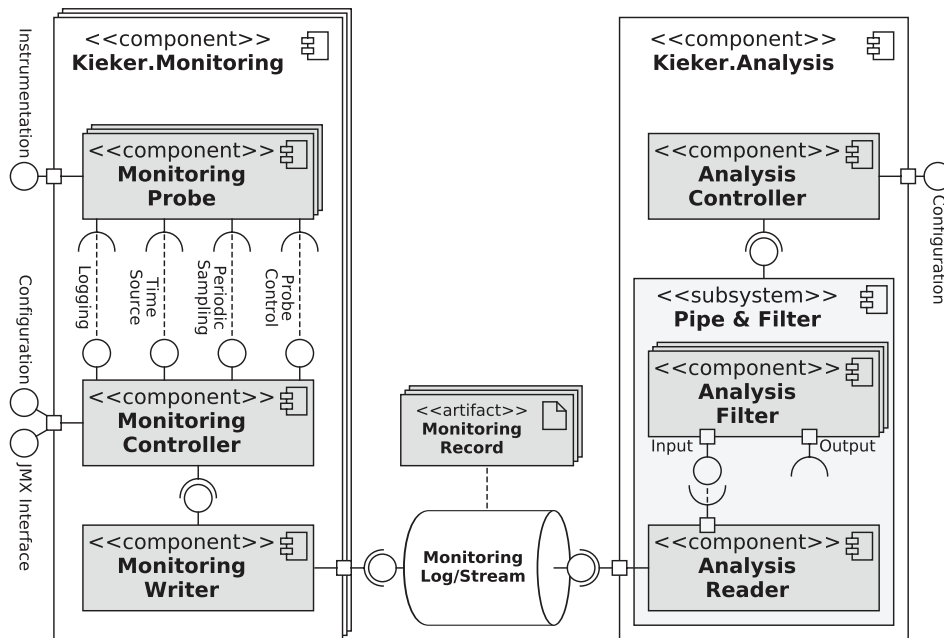 <<component>>
Kieker.Monitoring
Instrumentation
<<component>>
Monitoring
Probe
Logging
Time
Source
Periodic
Sampling
Probe
Control
Configuration
JMX Interface
<<component>>
Monitoring
Controller
<<component>>
Monitoring
Writer
<<artifact>>
Monitoring
Record
Monitoring
Log/Stream
<<component>>
Kieker.Analysis
<<component>>
Analysis
Controller
Configuration
<<subsystem>>
Pipe & Filter
<<component>>
Analysis
Filter
Input
Output
<<component>>
Analysis
Reader